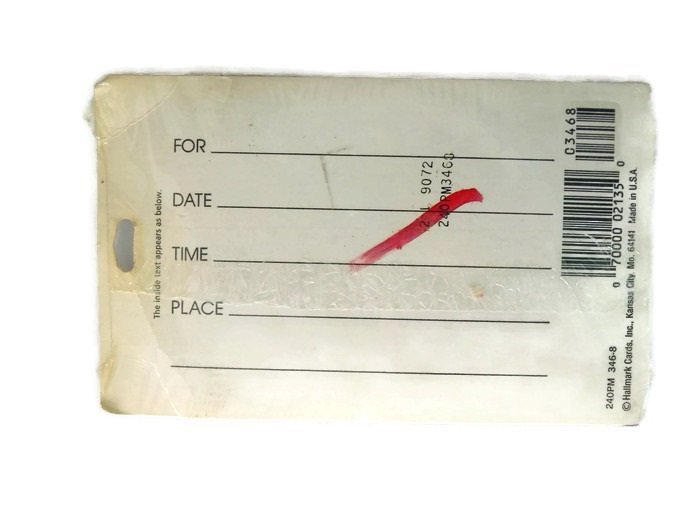 The inside text appears as below.
FOR
DATE
TIME
PLACE
9072
240PM346
03468
0 70000 02135 0
240PM 346-8
© Hallmark Cards, Inc., Kansas City, Mo. 64141 Made in U.S.A.